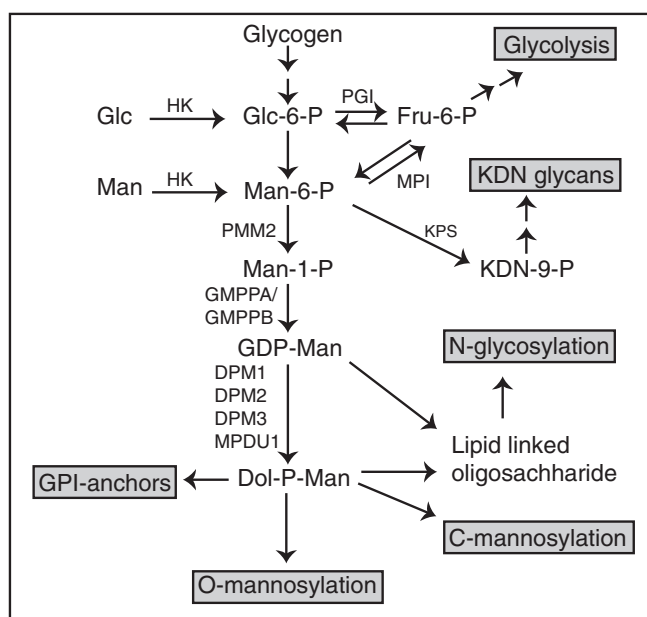 Glycogen
Glycolysis
Glc
HK
Glc-6-P
PGI
Fru-6-P
Man
HK
Man-6-P
MPI
KDN glycans
PMM2
KPS
Man-1-P
KDN-9-P
GMPPA/
GMPPB
GDP-Man
N-glycosylation
DPM1
DPM2
DPM3
MPDU1
Lipid linked
oligosachharide
GPI-anchors
Dol-P-Man
C-mannosylation
O-mannosylation